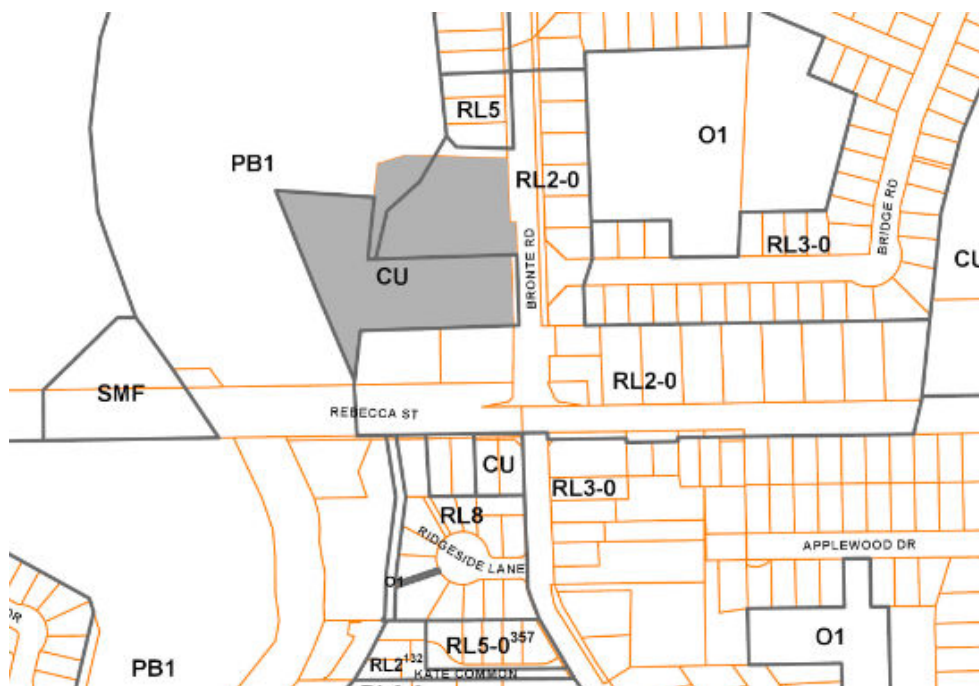 RL5
O1
PB1
RL2-0
BRIDGE RD
RL3-0
BRONTE RD
CU
CU
SMF
RL2-0
REBECCA ST
CU
RL3-0
RL8
RIDGESIDE LANE
APPLEWOOD DR
O1
DR
RL5-0357
O1
PB1
RL2132
KATE COMMON